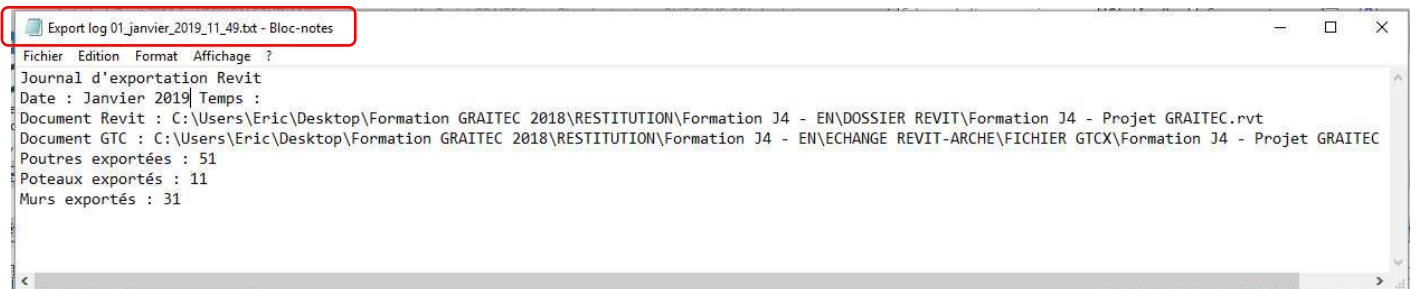 Export log 01_janvier_2019_11_49.txt - Bloc-notes
Fichier Edition Format Affichage ?
Journal d'exportation Revit
Date : Janvier 2019 Temps :
Document Revit : C:\Users\Eric\Desktop\Formation GRAITEC 2018\RESTITUTION\Formation J4 - EN\DOSSIER REVIT\Formation J4 - Projet GRAITEC.rvt
Document GTC : C:\Users\Eric\Desktop\Formation GRAITEC 2018\RESTITUTION\Formation J4 - EN\ECHANGE REVIT-ARCHE\FICHIER GTCX\Formation J4 - Projet GRAITEC
Poutres exportées : 51
Poteaux exportés : 11
Murs exportés : 31